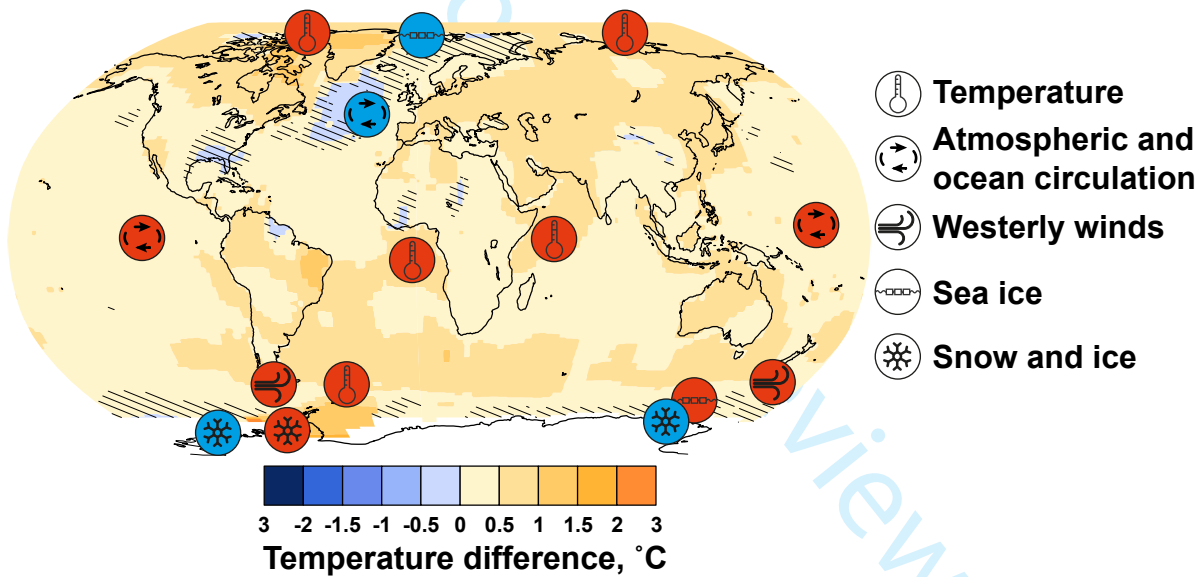 Temperature
Atmospheric and
ocean circulation
Westerly winds
Sea ice
Snow and ice
3 -2 -1.5 -1 -0.5 0 0.5 1 1.5 2 3
Temperature difference, °C
view